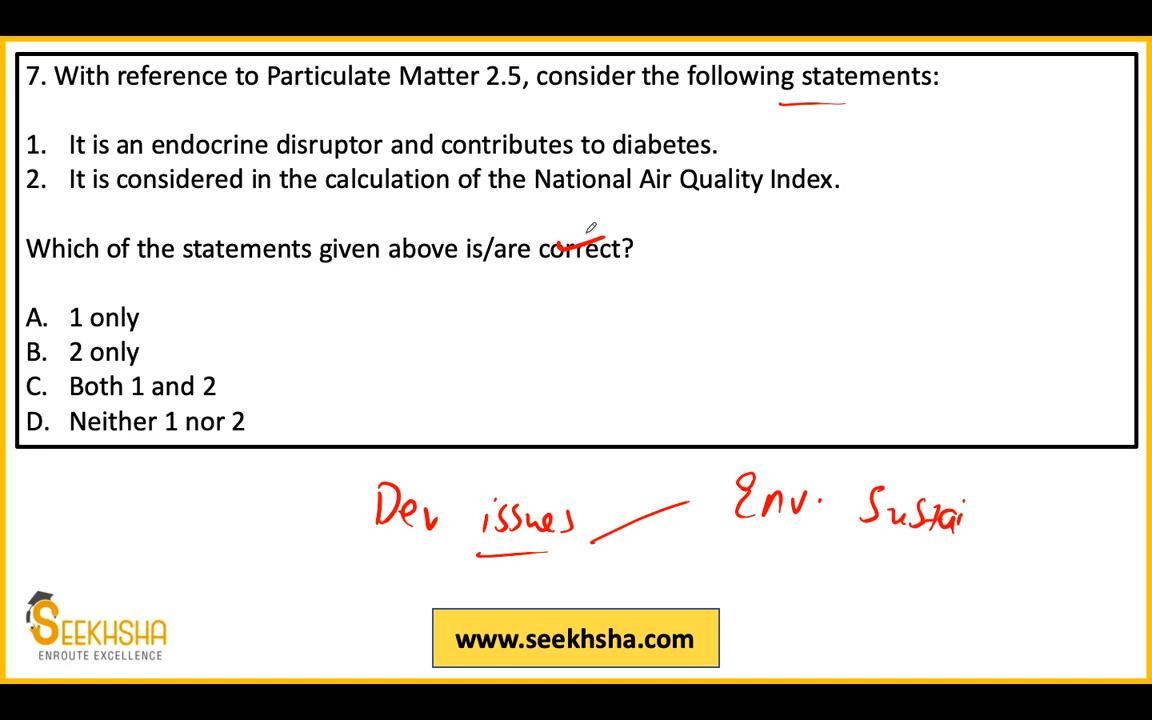 7. With reference to Particulate Matter 2.5, consider the following statements:
1. It is an endocrine disruptor and contributes to diabetes.
2. It is considered in the calculation of the National Air Quality Index.
Which of the statements given above is/are correct?
A. 1 only
B. 2 only
C. Both 1 and 2
D. Neither 1 nor 2
Dev issues Env. Sustai
SEEKHSHA
ENROUTE EXCELLENCE
www.seekhsha.com